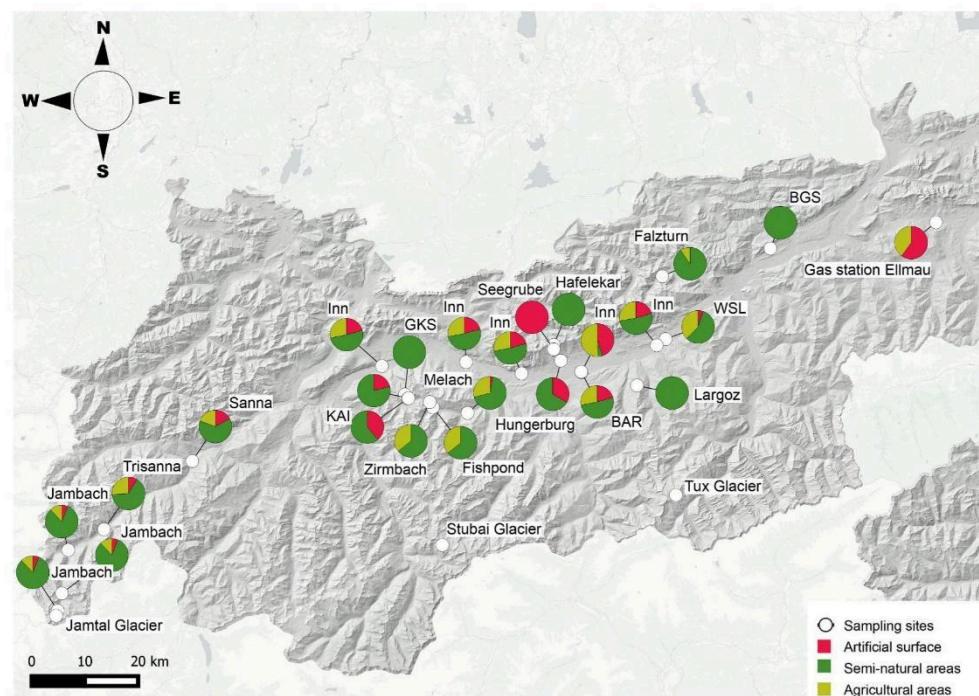 N
W
E
S
BGS
Falzturn
Gas station Ellmau
Hafelekar
Seegrube
Inn
Inn
Inn
Inn
Inn
WSL
GKS
Melach
Largoz
KAI
Hungerburg
BAR
Sanna
Zirmbach
Fishpond
Trisanna
Jambach
Jambach
Tux Glacier
Stubai Glacier
Jambach
Jamtal Glacier
0 10 20 km
Sampling sites
Artificial surface
Semi-natural areas
Agricultural areas